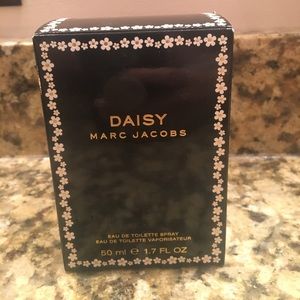 DAISY
MARC JACOBS
EAU DE TOILETTE SPRAY
EAU DE TOILETTE VAPORISATEUR
50 ml ℮ 1.7 FL OZ